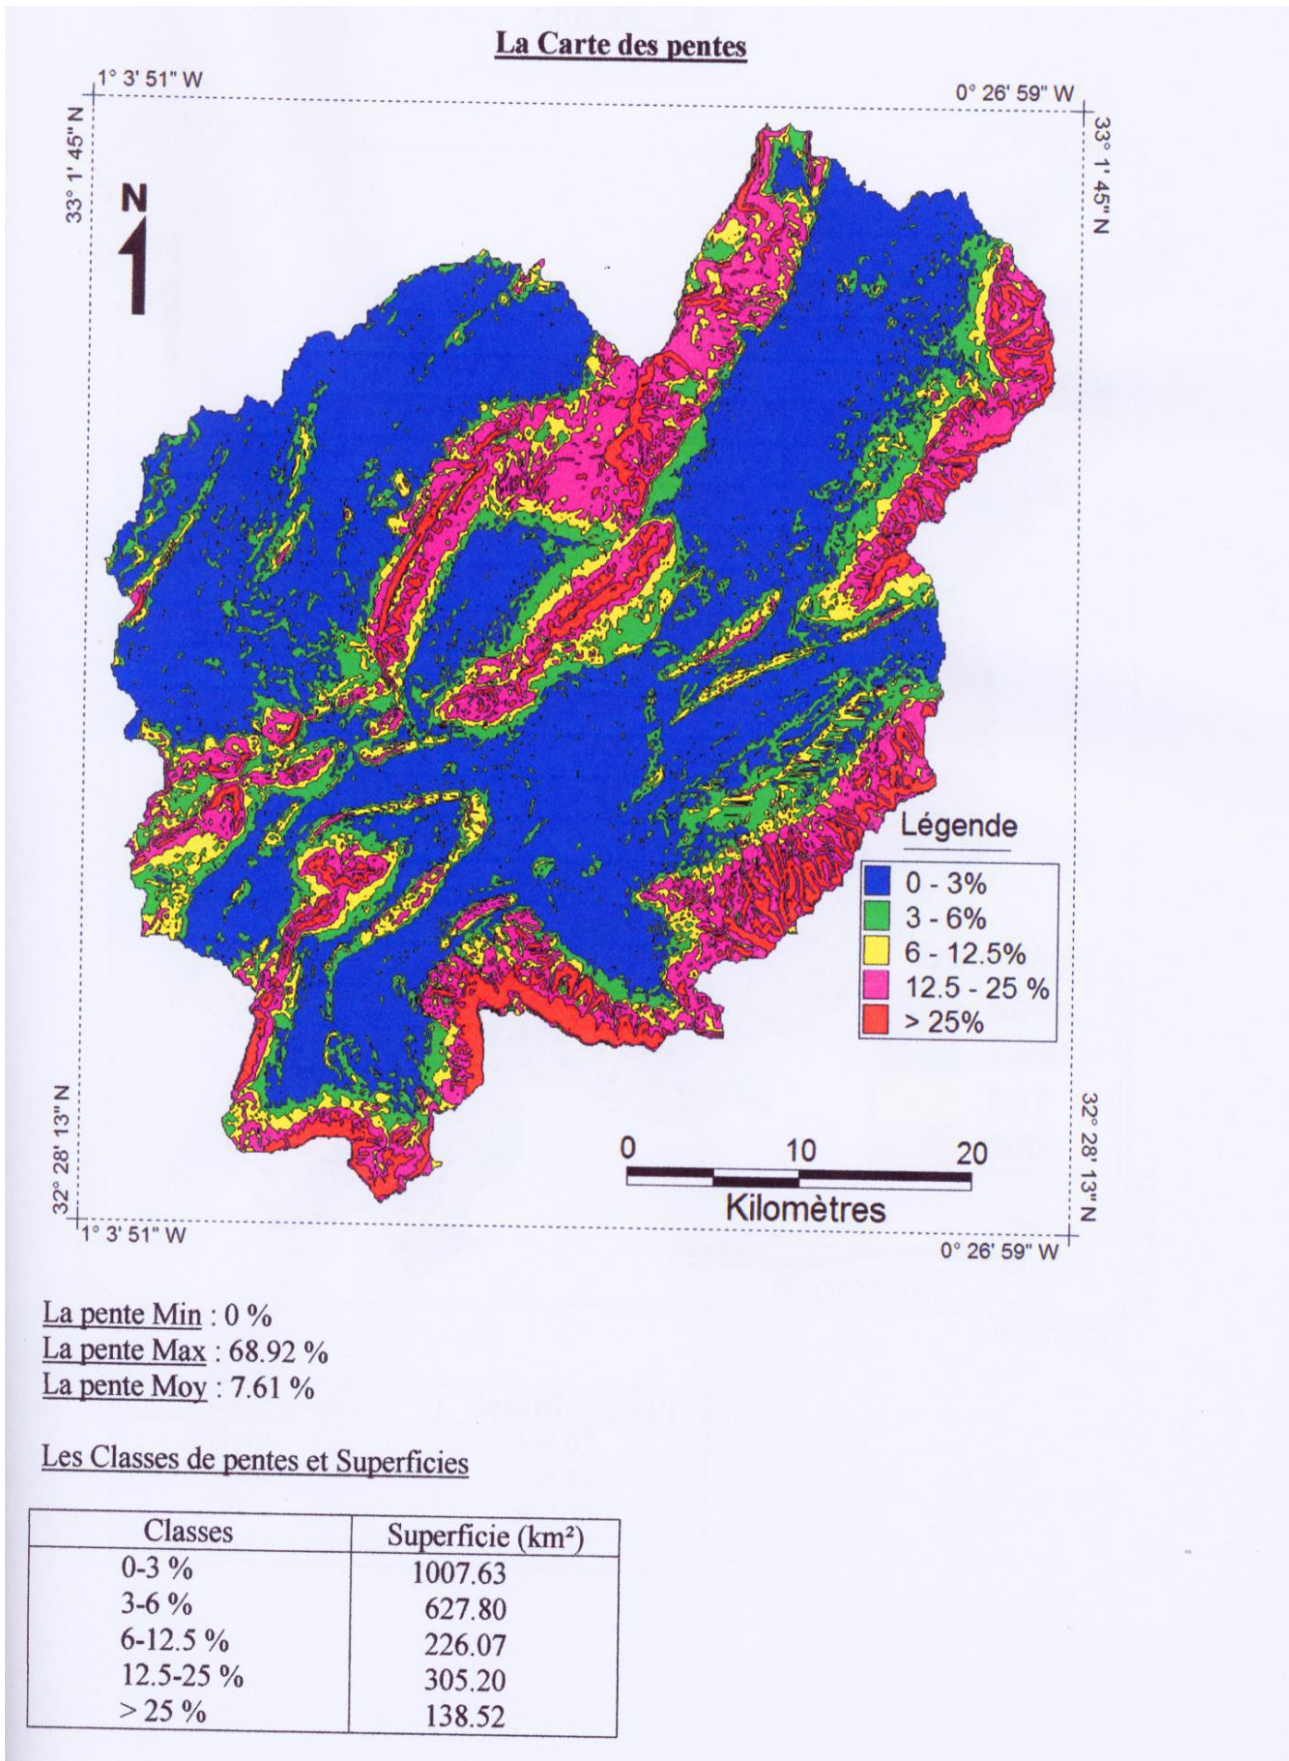 La Carte des pentes
1° 3' 51" W
0° 26' 59" W
33° 1' 45" N
33° 1' 45" N
N
Légende
0 - 3%
3 - 6%
6 - 12.5%
12.5 - 25 %
> 25%
32° 28' 13" N
32° 28' 13" N
0 10 20
Kilomètres
1° 3' 51" W
0° 26' 59" W
La pente Min : 0 %
La pente Max : 68.92 %
La pente Moy : 7.61 %
Les Classes de pentes et Superficies
Classes Superficie (km²)
0-3 % 1007.63
3-6 % 627.80
6-12.5 % 226.07
12.5-25 % 305.20
> 25 % 138.52